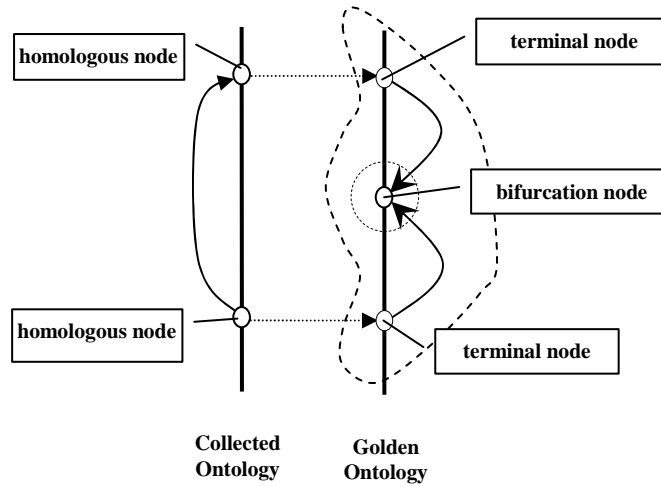 homologous node
terminal node
bifurcation node
homologous node
terminal node
Collected
Ontology
Golden
Ontology